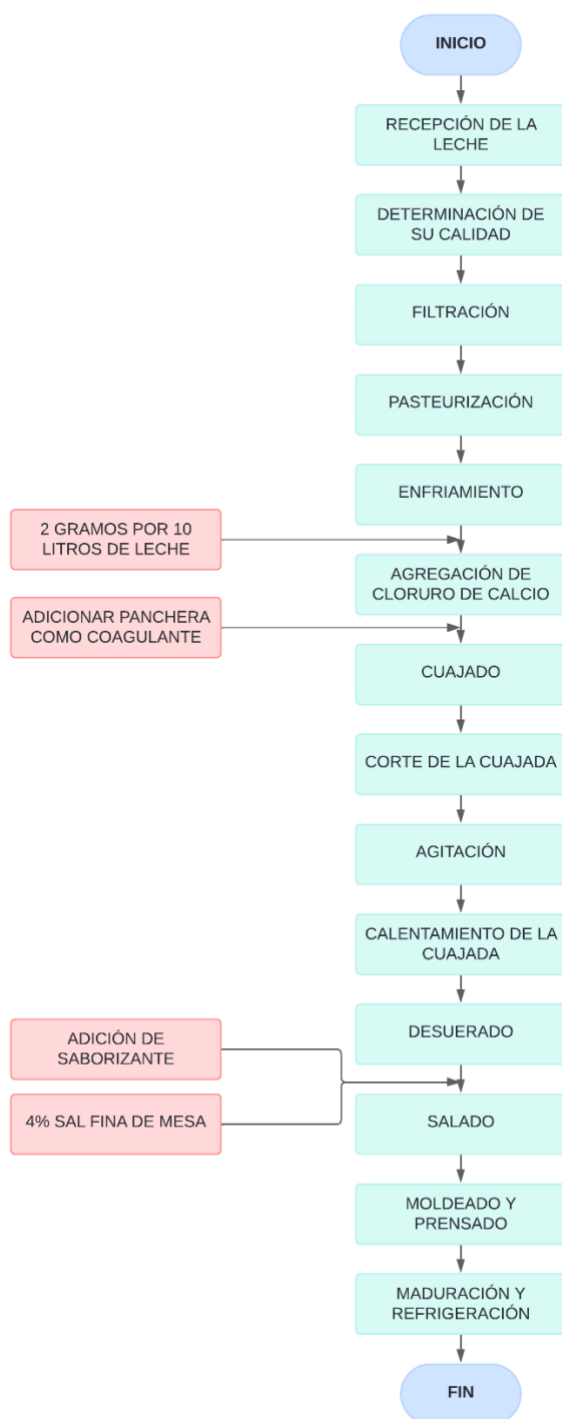 INICIO
RECEPCIÓN DE LA
LECHE
DETERMINACIÓN DE
SU CALIDAD
FILTRACIÓN
PASTEURIZACIÓN
ENFRIAMIENTO
2 GRAMOS POR 10
LITROS DE LECHE
AGREGACIÓN DE
CLORURO DE CALCIO
ADICIONAR PANCHERA
COMO COAGULANTE
CUAJADO
CORTE DE LA CUAJADA
AGITACIÓN
CALENTAMIENTO DE LA
CUAJADA
DESUERADO
ADICIÓN DE
SABORIZANTE
4% SAL FINA DE MESA
SALADO
MOLDEADO Y
PRENSADO
MADURACIÓN Y
REFRIGERACIÓN
FIN